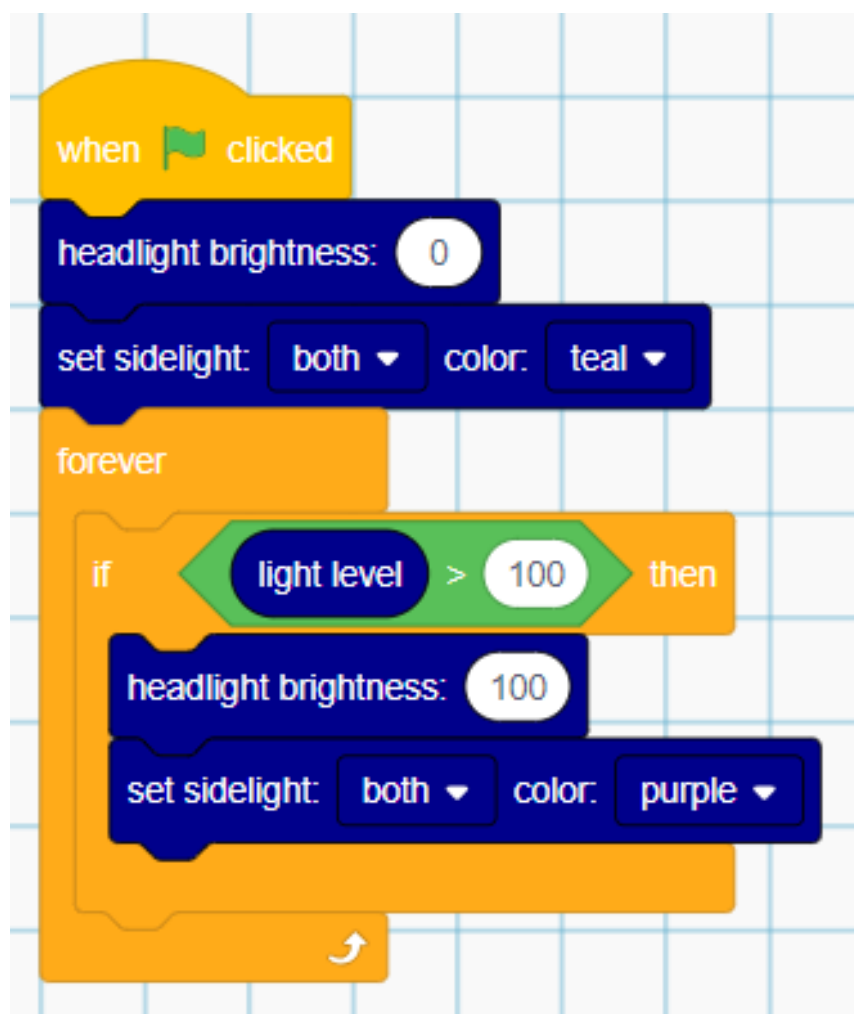 when clicked
headlight brightness: 0
set sidelight: both color: teal
forever
if light level > 100 then
headlight brightness: 100
set sidelight: both color: purple